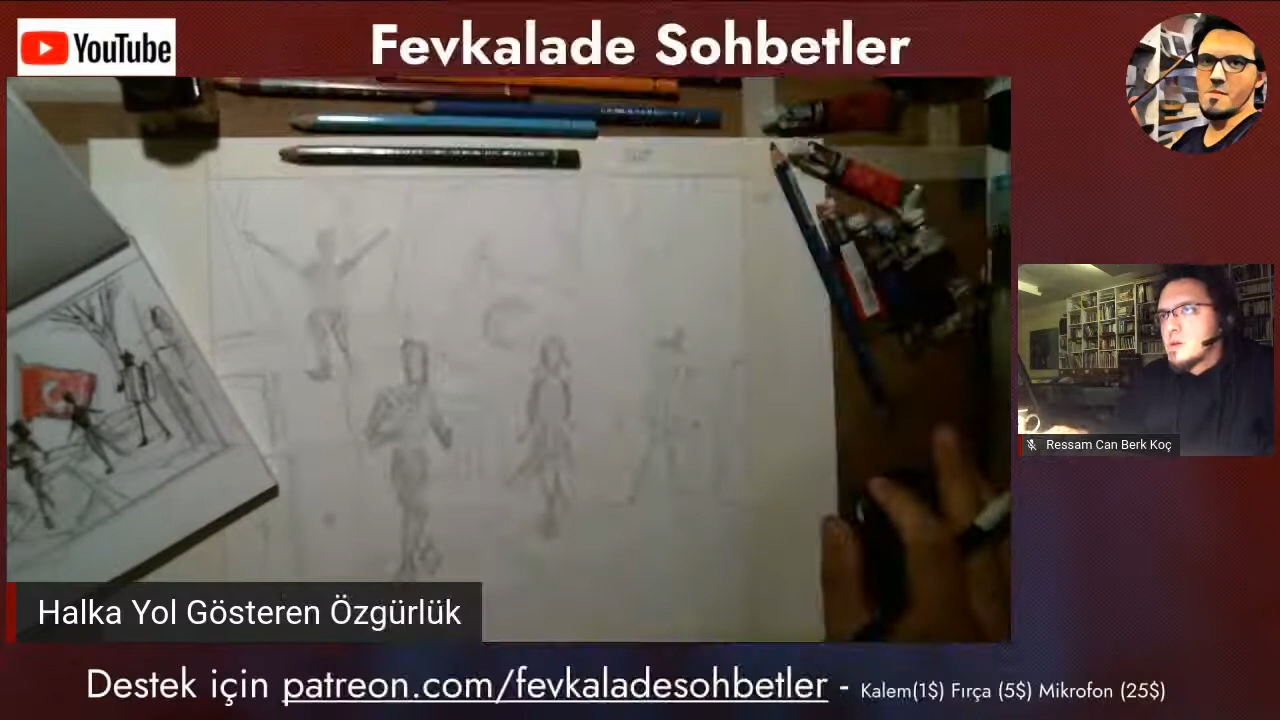 YouTube
Fevkalade Sohbetler
Ressam Can Berk Koç
Halka Yol Gösteren Özgürlük
Destek için patreon.com/fevkaladesohbetler - Kalem(1$) Fırça (5$) Mikrofon (25$)